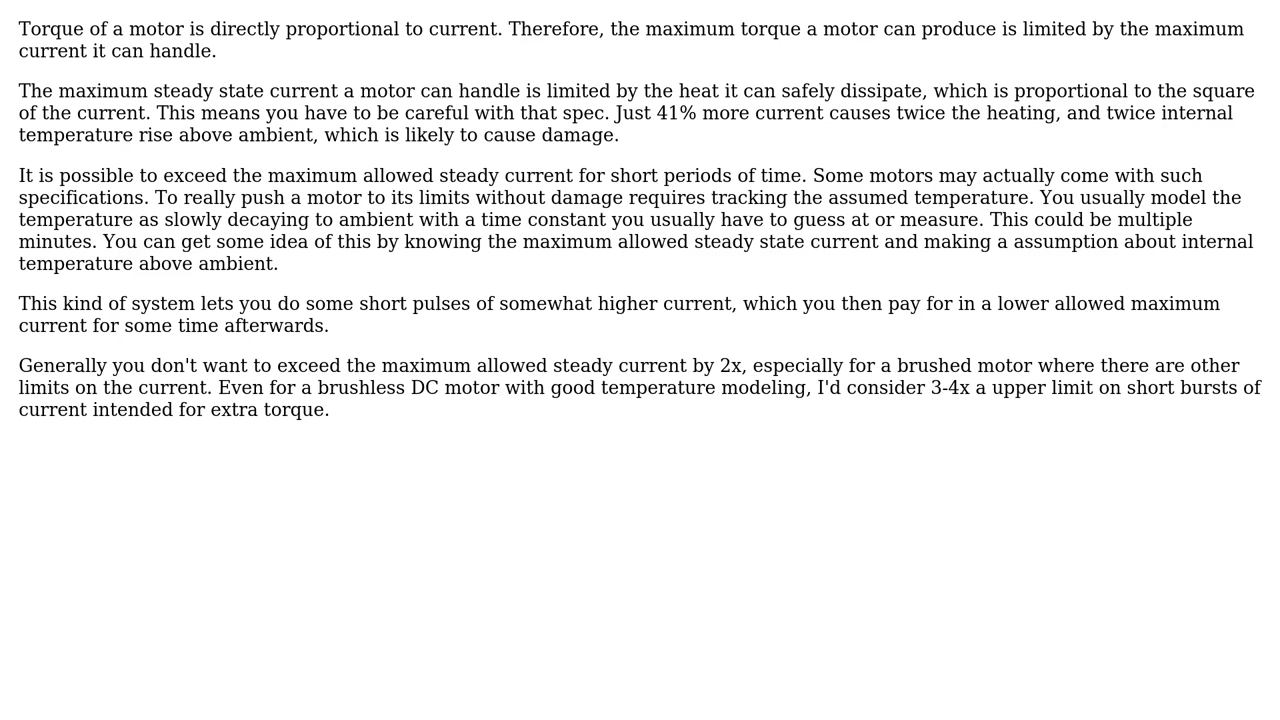 Torque of a motor is directly proportional to current. Therefore, the maximum torque a motor can produce is limited by the maximum
current it can handle.
The maximum steady state current a motor can handle is limited by the heat it can safely dissipate, which is proportional to the square
of the current. This means you have to be careful with that spec. Just 41% more current causes twice the heating, and twice internal
temperature rise above ambient, which is likely to cause damage.
It is possible to exceed the maximum allowed steady current for short periods of time. Some motors may actually come with such
specifications. To really push a motor to its limits without damage requires tracking the assumed temperature. You usually model the
temperature as slowly decaying to ambient with a time constant you usually have to guess at or measure. This could be multiple
minutes. You can get some idea of this by knowing the maximum allowed steady state current and making a assumption about internal
temperature above ambient.
This kind of system lets you do some short pulses of somewhat higher current, which you then pay for in a lower allowed maximum
current for some time afterwards.
Generally you don't want to exceed the maximum allowed steady current by 2x, especially for a brushed motor where there are other
limits on the current. Even for a brushless DC motor with good temperature modeling, I'd consider 3-4x a upper limit on short bursts of
current intended for extra torque.